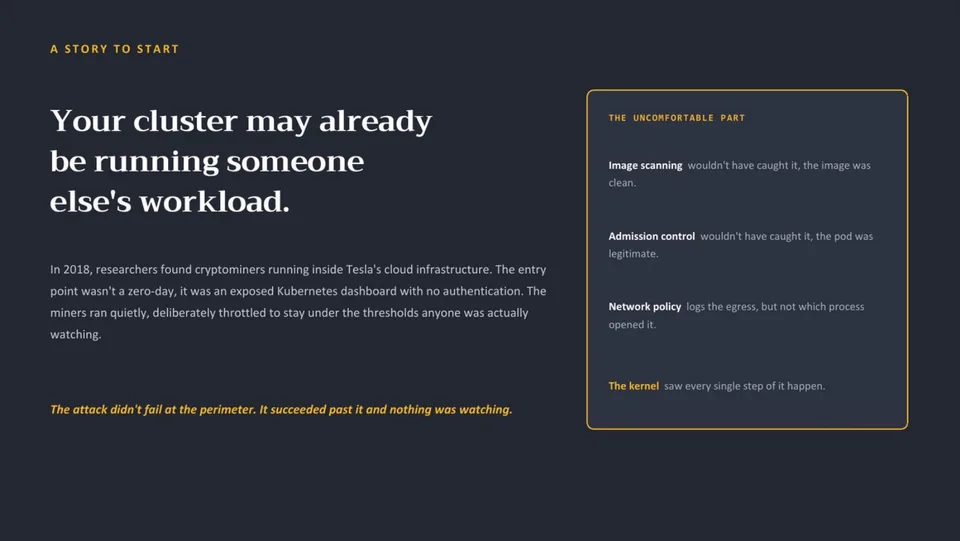 A STORY TO START
Your cluster may already
be running someone
else's workload.
In 2018, researchers found cryptominers running inside Tesla's cloud infrastructure. The entry
point wasn't a zero-day, it was an exposed Kubernetes dashboard with no authentication. The
miners ran quietly, deliberately throttled to stay under the thresholds anyone was actually
watching.
The attack didn't fail at the perimeter. It succeeded past it and nothing was watching.
THE UNCOMFORTABLE PART
Image scanning wouldn't have caught it, the image was
clean.
Admission control wouldn't have caught it, the pod was
legitimate.
Network policy logs the egress, but not which process
opened it.
The kernel saw every single step of it happen.